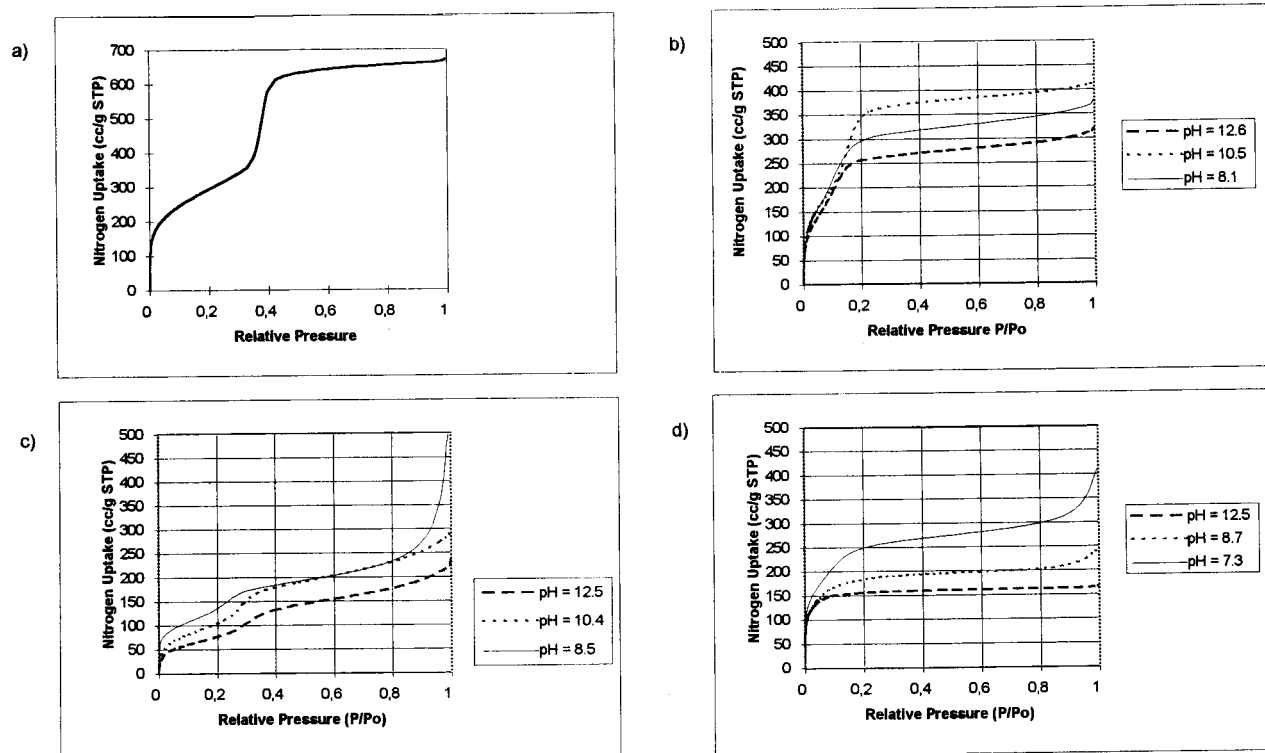 a)
Nitrogen Uptake (cc/g STP)
700
600
500
400
300
200
100
0
0 0,2 0,4 0,6 0,8 1
Relative Pressure
b)
Nitrogen Uptake (cc/g STP)
500
450
400
350
300
250
200
150
100
50
0
0 0,2 0,4 0,6 0,8 1
Relative Pressure P/Po
pH = 12.6
pH = 10.5
pH = 8.1
c)
Nitrogen Uptake (cc/g STP)
500
450
400
350
300
250
200
150
100
50
0
0 0,2 0,4 0,6 0,8 1
Relative Pressure (P/Po)
pH = 12.5
pH = 10.4
pH = 8.5
d)
Nitrogen Uptake (cc/g STP)
500
450
400
350
300
250
200
150
100
50
0
0 0,2 0,4 0,6 0,8 1
Relative Pressure (P/Po)
pH = 12.5
pH = 8.7
pH = 7.3